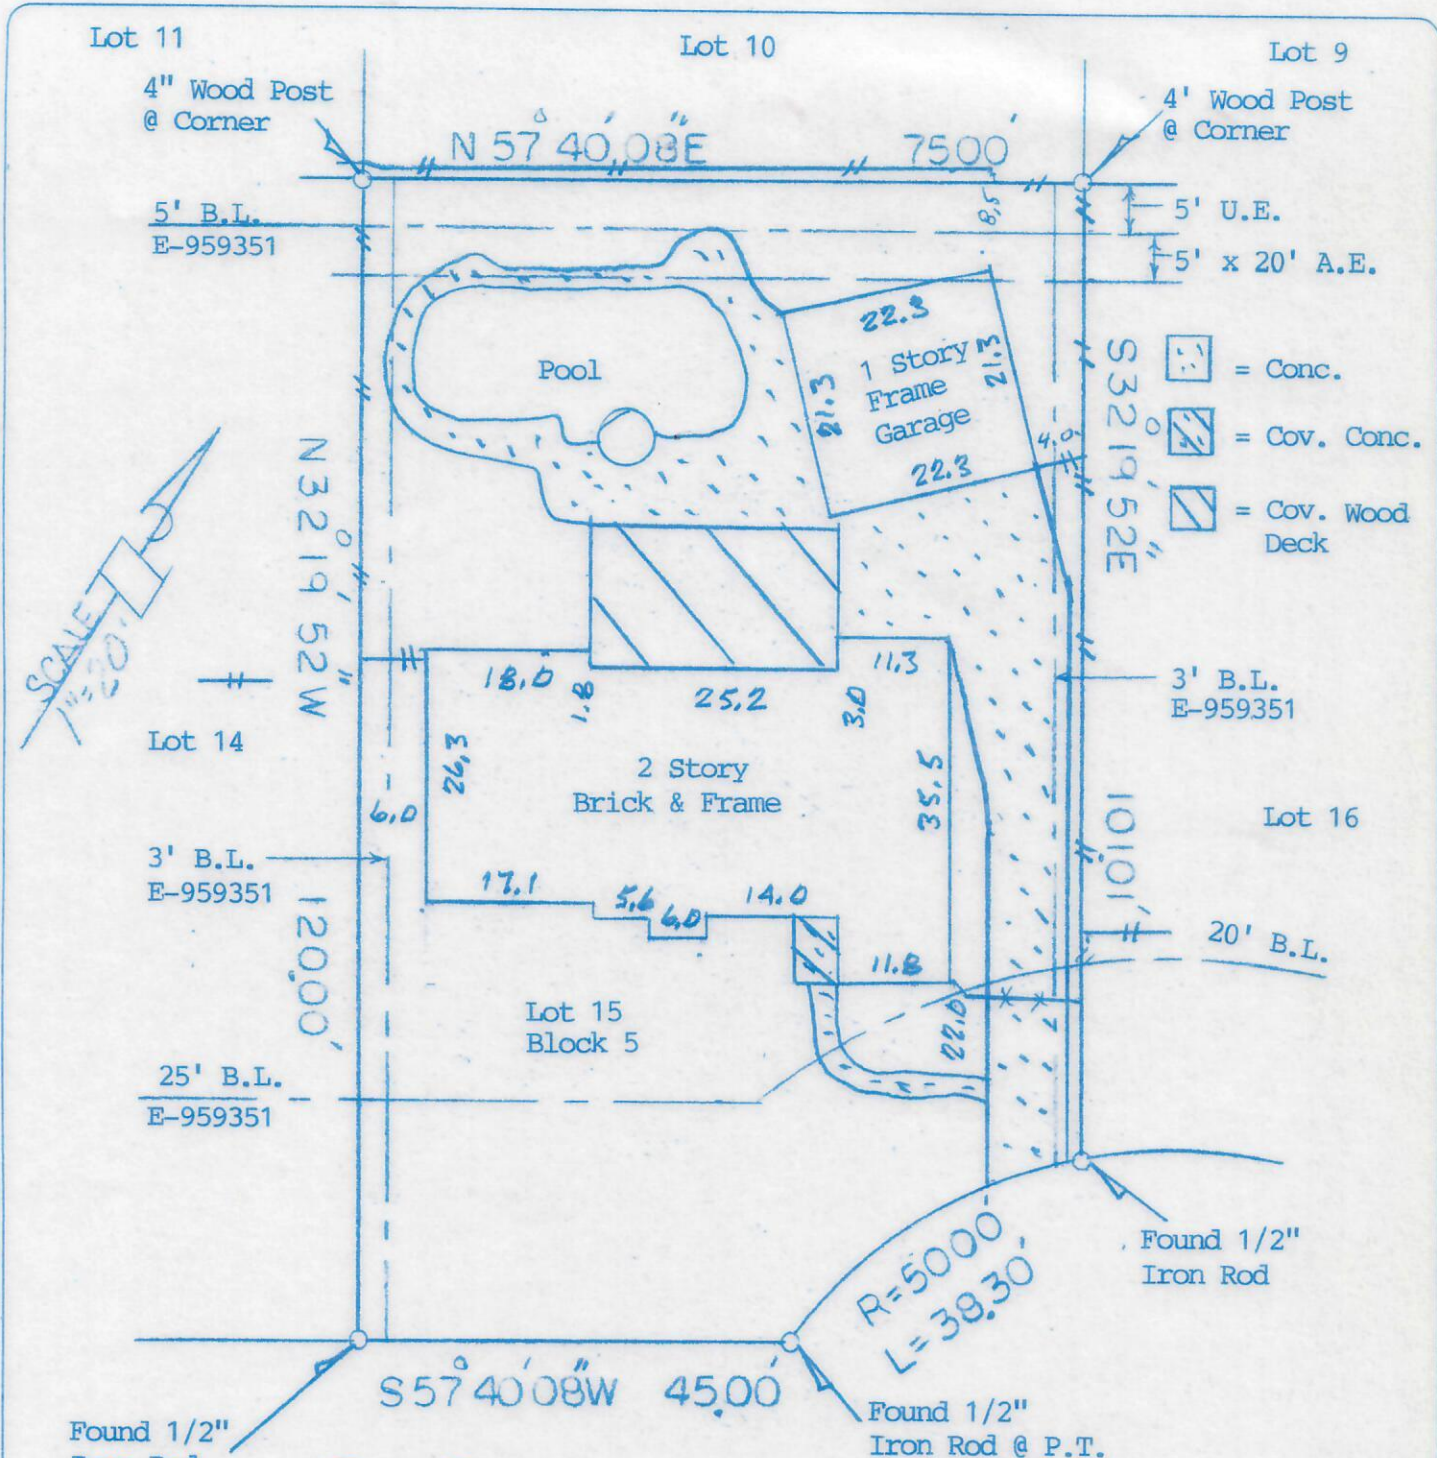 Lot 11
Lot 10
Lot 9
4" Wood Post
@ Corner
4' Wood Post
@ Corner
N 57° 40' 08" E 75.00'
8.5
5' B.L.
E-959351
5' U.E.
5' x 20' A.E.
Pool
22.3
21.3
1 Story
Frame
Garage
21.3
22.3
4.0
S 32° 19' 52" E
101.01'
= Conc.
= Cov. Conc.
= Cov. Wood
Deck
N 32° 19' 52" W
120.00'
SCALE
1"=20'
Lot 14
18.0
1.8
25.2
3.0
11.3
26.3
6.0
2 Story
Brick & Frame
35.5
3' B.L.
E-959351
Lot 16
3' B.L.
E-959351
17.1
5.6
6.0
14.0
11.8
22.0
20' B.L.
Lot 15
Block 5
25' B.L.
E-959351
R=50.00'
L=38.30'
Found 1/2"
Iron Rod
S 57° 40' 08" W 45.00'
Found 1/2"
Iron Rod @ P.T.
Found 1/2"